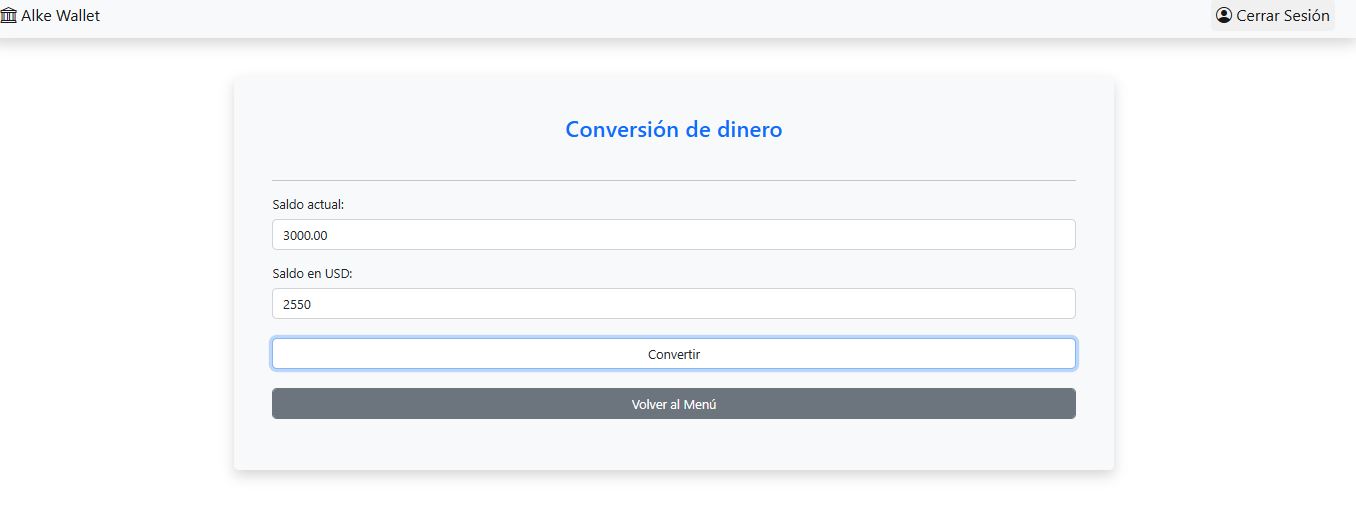 Alke Wallet
Cerrar Sesión
Conversión de dinero
Saldo actual:
3000.00
Saldo en USD:
2550
Convertir
Volver al Menú